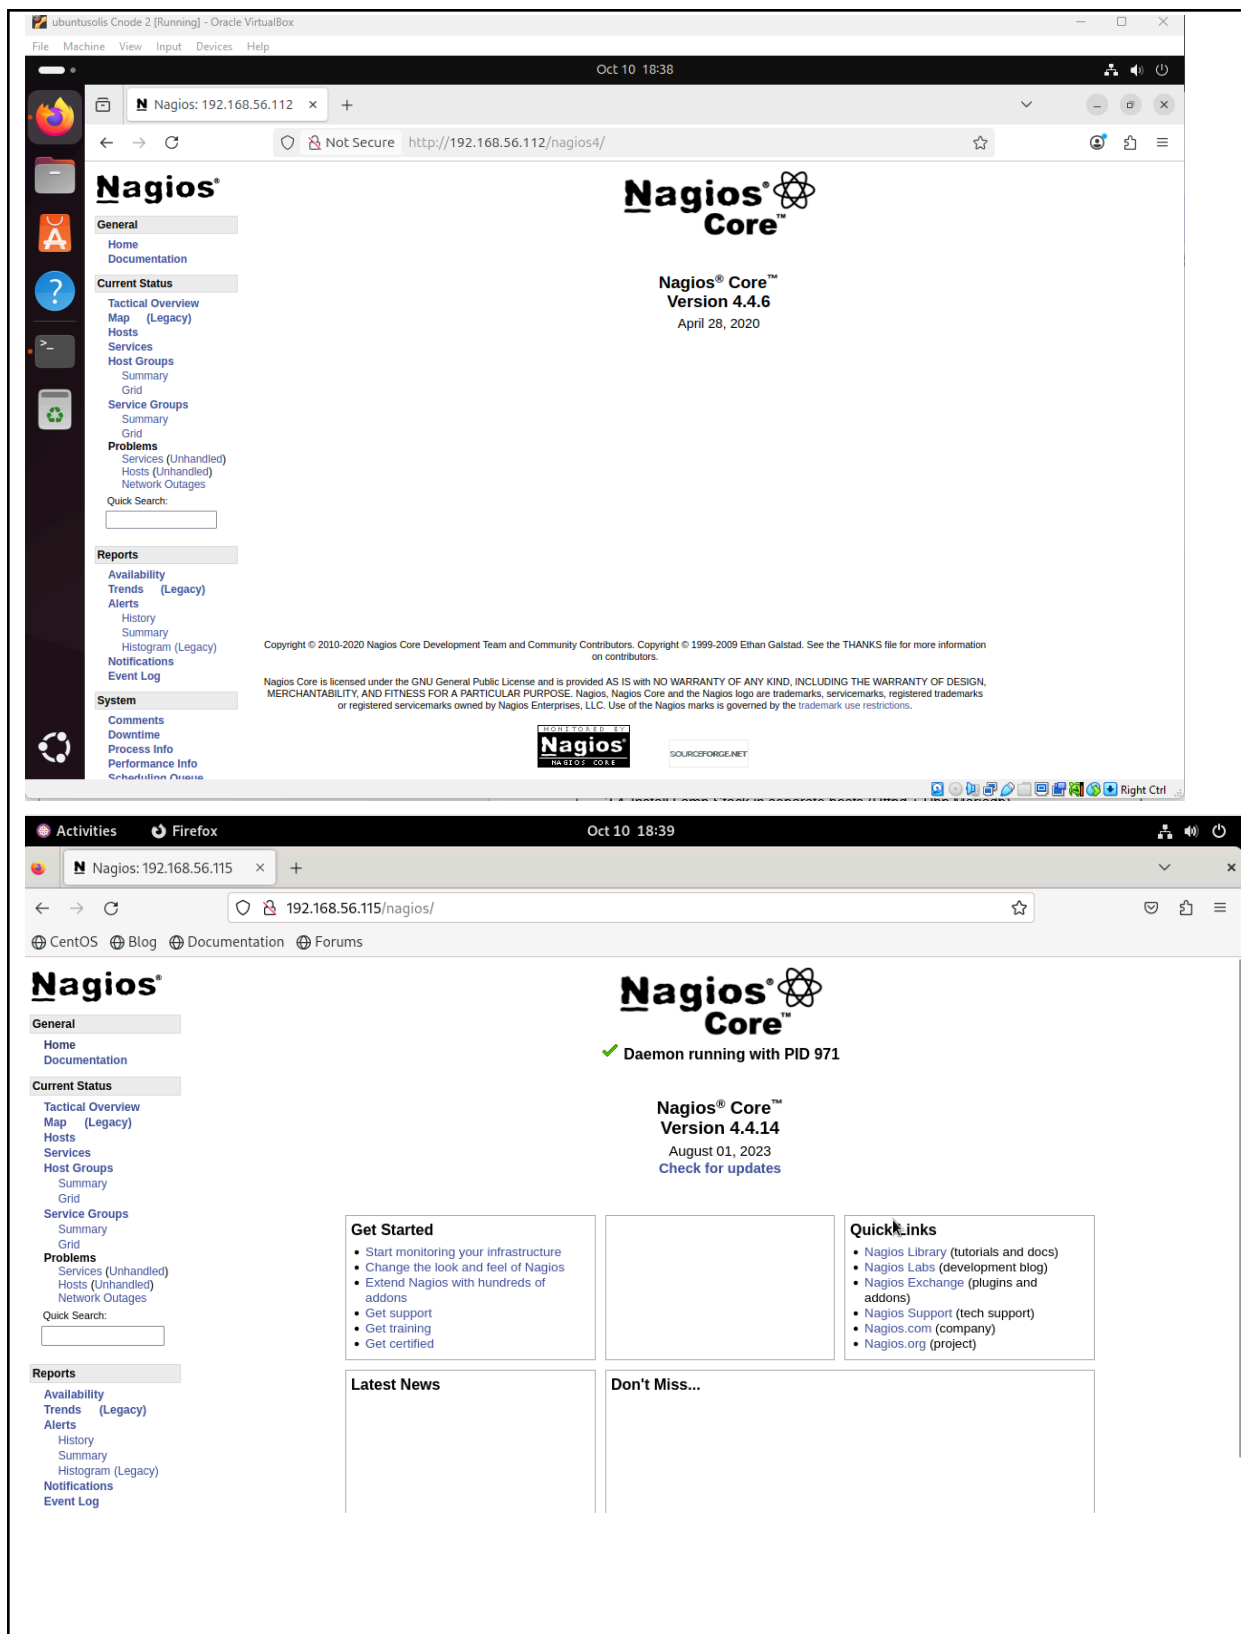 ubuntusolis Cnode 2 [Running] - Oracle VirtualBox
File Machine View Input Devices Help
Oct 10 18:38
Nagios: 192.168.56.112
Not Secure http://192.168.56.112/nagios4/
Nagios®
General
Home
Documentation
Current Status
Tactical Overview
Map (Legacy)
Hosts
Services
Host Groups
Summary
Grid
Service Groups
Summary
Grid
Problems
Services (Unhandled)
Hosts (Unhandled)
Network Outages
Quick Search:
Reports
Availability
Trends (Legacy)
Alerts
History
Summary
Histogram (Legacy)
Notifications
Event Log
System
Comments
Downtime
Process Info
Performance Info
Scheduling Queue
Nagios®
Core™
Nagios® Core™
Version 4.4.6
April 28, 2020
Copyright © 2010-2020 Nagios Core Development Team and Community Contributors. Copyright © 1999-2009 Ethan Galstad. See the THANKS file for more information
on contributors.
Nagios Core is licensed under the GNU General Public License and is provided AS IS with NO WARRANTY OF ANY KIND, INCLUDING THE WARRANTY OF DESIGN,
MERCHANTABILITY, AND FITNESS FOR A PARTICULAR PURPOSE. Nagios, Nagios Core and the Nagios logo are trademarks, servicemarks, registered trademarks
or registered servicemarks owned by Nagios Enterprises, LLC. Use of the Nagios marks is governed by the trademark use restrictions.
MONITORED BY
Nagios®
NAGIOS CORE
SOURCEFORGE.NET
Right Ctrl
Activities Firefox
Oct 10 18:39
Nagios: 192.168.56.115
192.168.56.115/nagios/
CentOS Blog Documentation Forums
Nagios®
General
Home
Documentation
Current Status
Tactical Overview
Map (Legacy)
Hosts
Services
Host Groups
Summary
Grid
Service Groups
Summary
Grid
Problems
Services (Unhandled)
Hosts (Unhandled)
Network Outages
Quick Search:
Reports
Availability
Trends (Legacy)
Alerts
History
Summary
Histogram (Legacy)
Notifications
Event Log
Nagios®
Core™
Daemon running with PID 971
Nagios® Core™
Version 4.4.14
August 01, 2023
Check for updates
Get Started
Start monitoring your infrastructure
Change the look and feel of Nagios
Extend Nagios with hundreds of
addons
Get support
Get training
Get certified
Quick Links
Nagios Library (tutorials and docs)
Nagios Labs (development blog)
Nagios Exchange (plugins and
addons)
Nagios Support (tech support)
Nagios.com (company)
Nagios.org (project)
Latest News
Don't Miss...